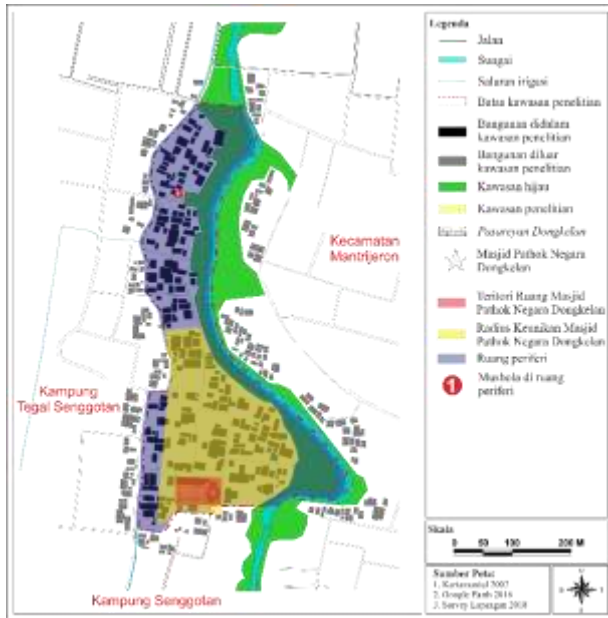 Kecamatan
Mantrijeron
Kampung
Tegal Senggotan
Kampung Senggotan
Legenda
Jalan
Sungai
Saluran irigasi
Batas kawasan penelitian
Bangunan didalam
kawasan penelitian
Bangunan diluar
kawasan penelitian
Kawasan hijau
Kawasan penelitian
Pasareyan Dongkelan
Masjid Pathok Negara
Dongkelan
Teritori Ruang Masjid
Pathok Negara Dongkelan
Radius Keunikan Masjid
Pathok Negara Dongkelan
Ruang periferi
1
Mushola di ruang
periferi
Skala
0 50 100 200 M
Sumber Peta:
2. Google Earth 2016
3. Survey Lapangan 2018